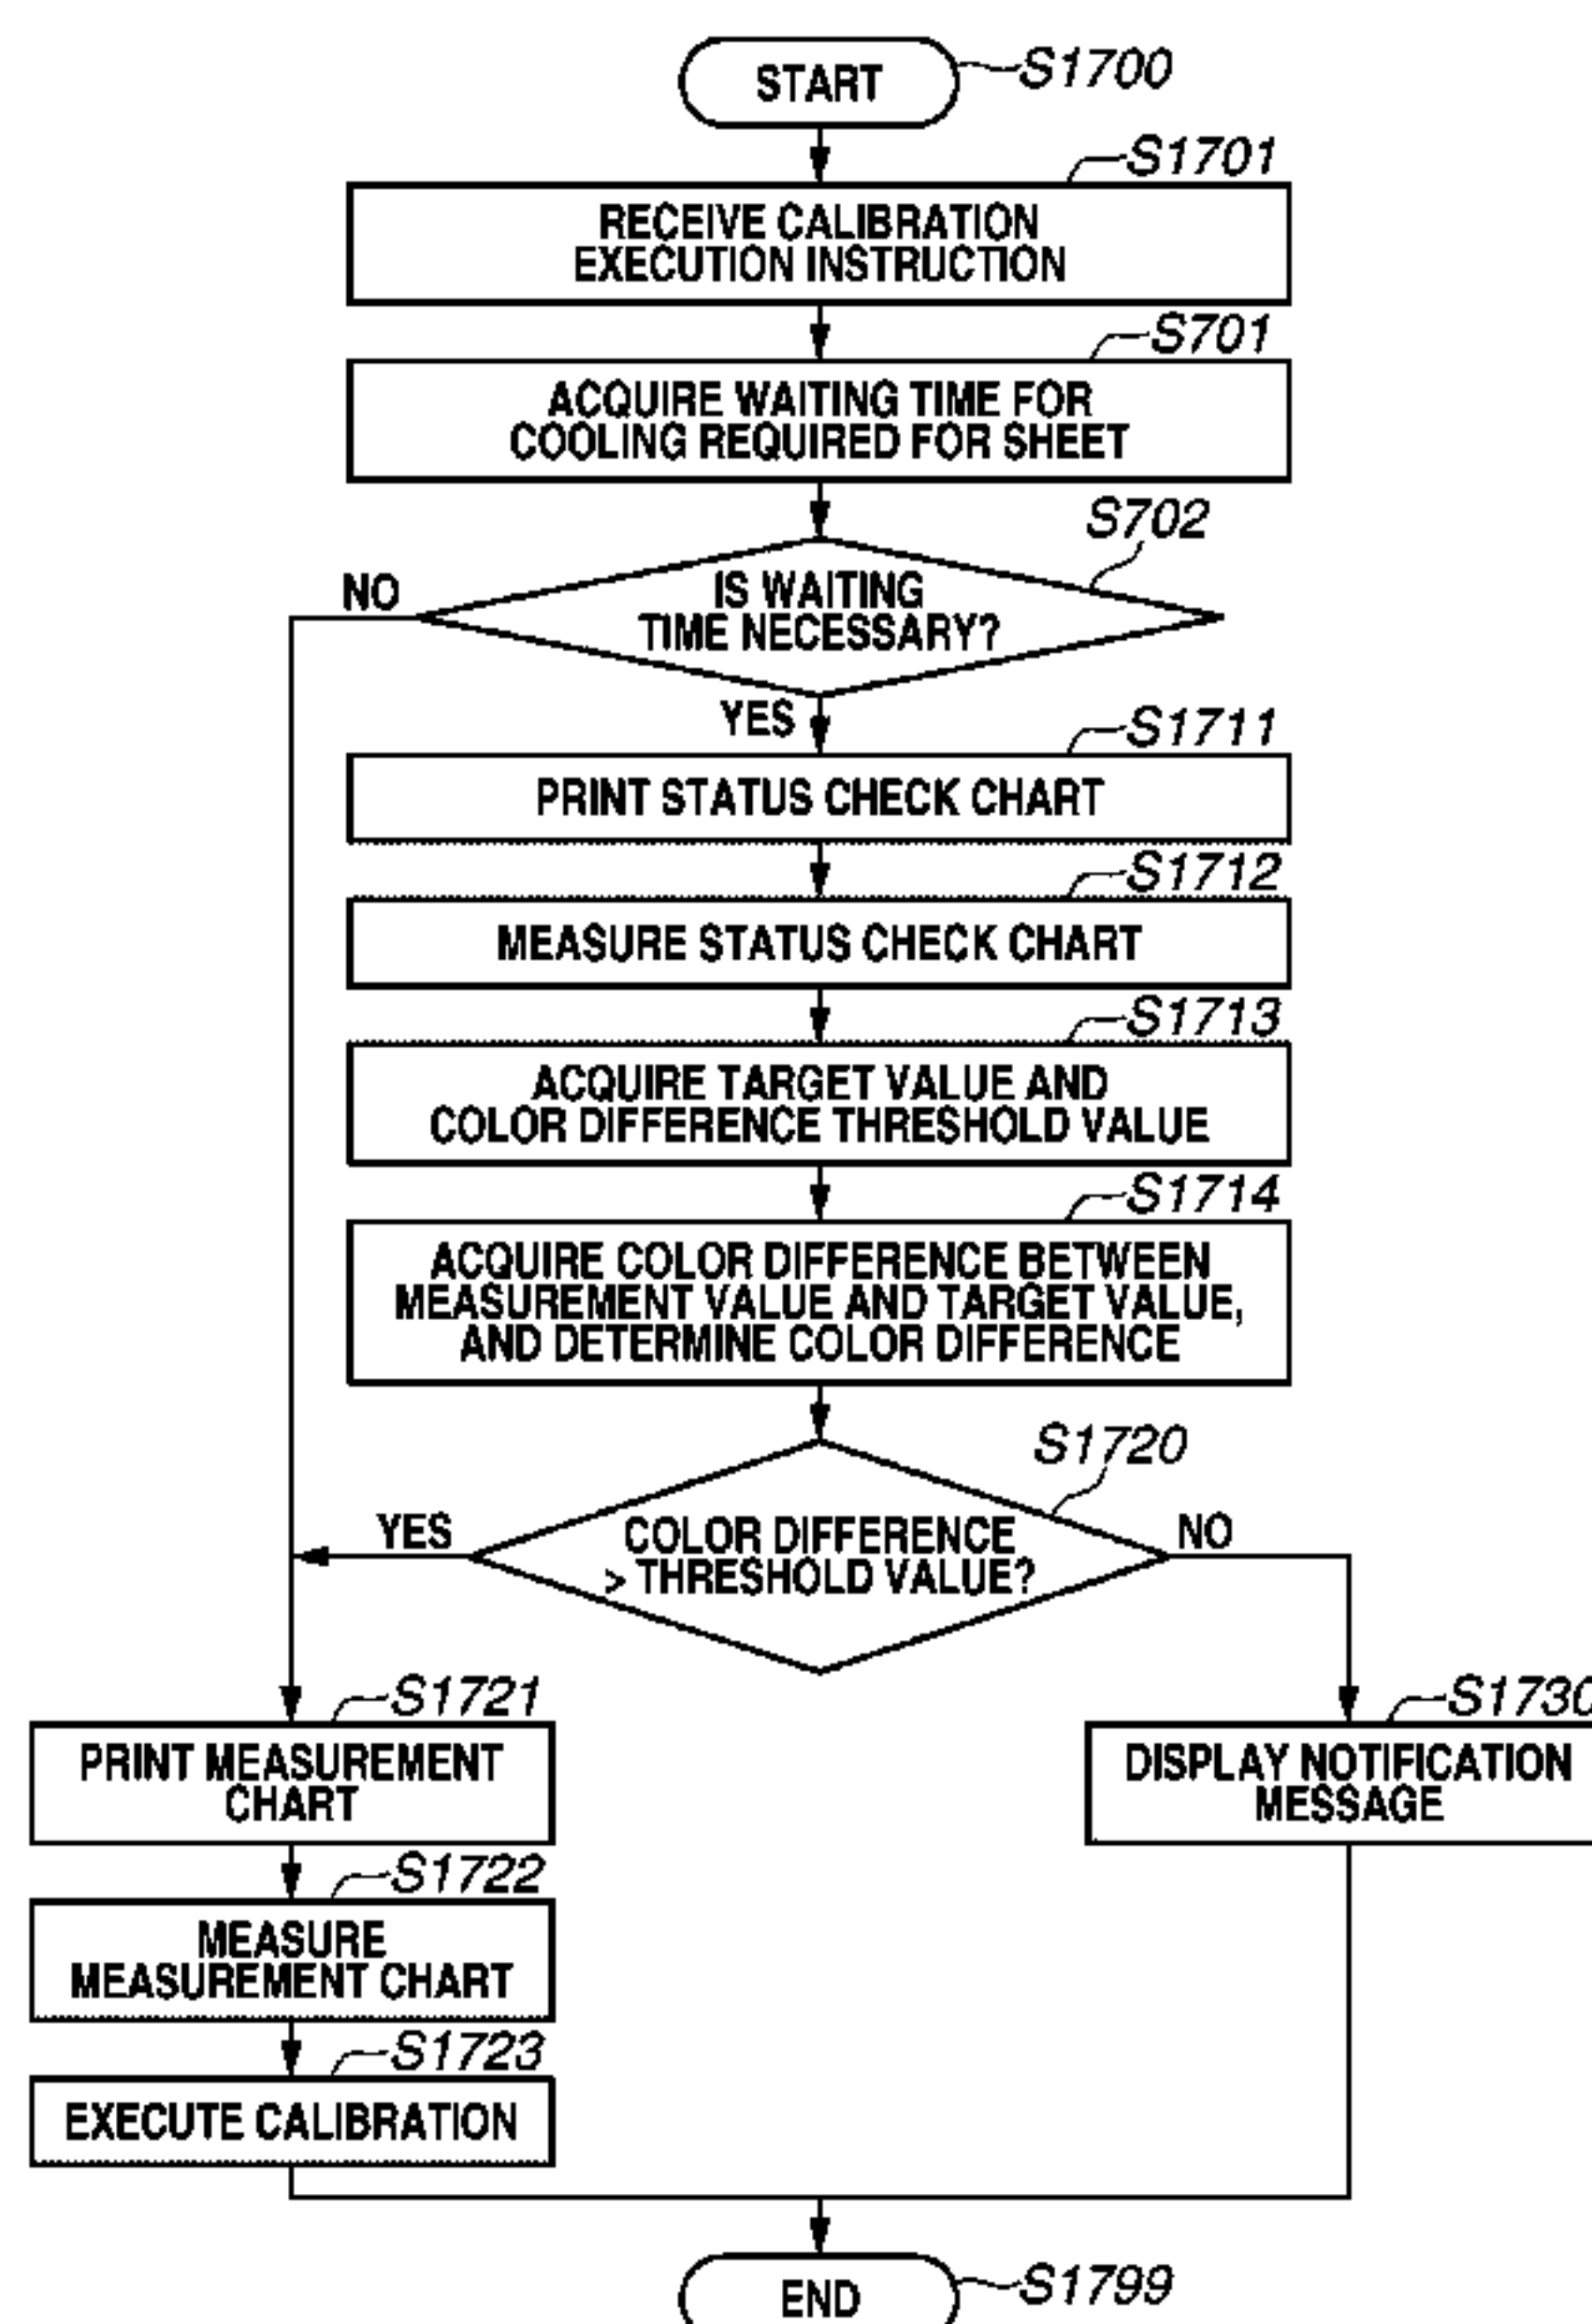 START
S1700
S1701
RECEIVE CALIBRATION
EXECUTION INSTRUCTION
S701
ACQUIRE WAITING TIME FOR
COOLING REQUIRED FOR SHEET
S702
NO
IS WAITING
TIME NECESSARY?
YES
S1711
PRINT STATUS CHECK CHART
S1712
MEASURE STATUS CHECK CHART
S1713
ACQUIRE TARGET VALUE AND
COLOR DIFFERENCE THRESHOLD VALUE
S1714
ACQUIRE COLOR DIFFERENCE BETWEEN
MEASUREMENT VALUE AND TARGET VALUE,
AND DETERMINE COLOR DIFFERENCE
S1720
YES
COLOR DIFFERENCE
> THRESHOLD VALUE?
NO
S1721
PRINT MEASUREMENT
CHART
S1730
DISPLAY NOTIFICATION
MESSAGE
S1722
MEASURE
MEASUREMENT CHART
S1723
EXECUTE CALIBRATION
END
S1799